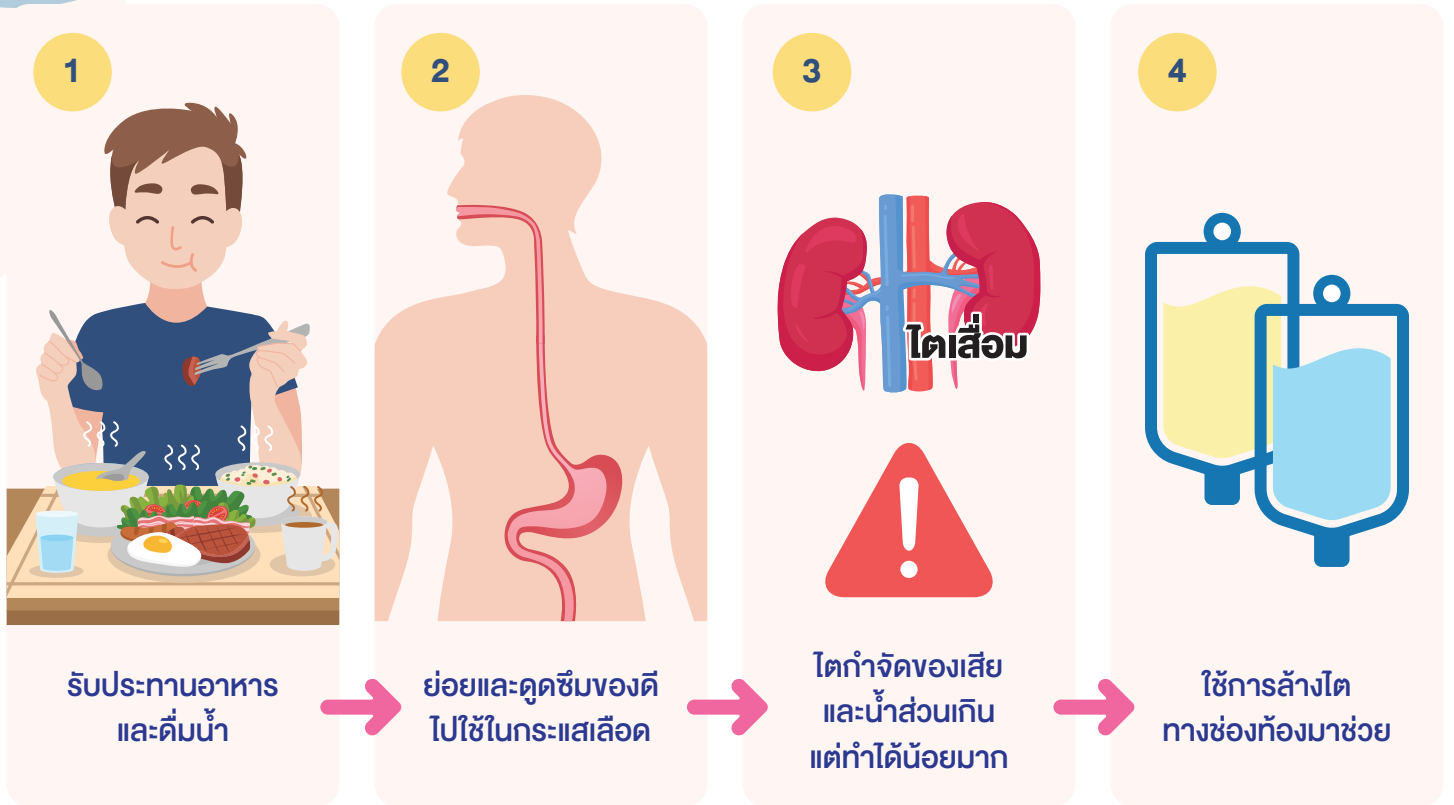 1
รับประทานอาหาร
และดื่มน้ำ
2
ย่อยและดูดซึมของดี
ไปใช้ในกระแสเลือด
3
ไตเสื่อม
ไตกำจัดของเสีย
และน้ำส่วนเกิน
แต่ทำได้น้อยมาก
4
ใช้การล้างไต
ทางช่องท้องมาช่วย